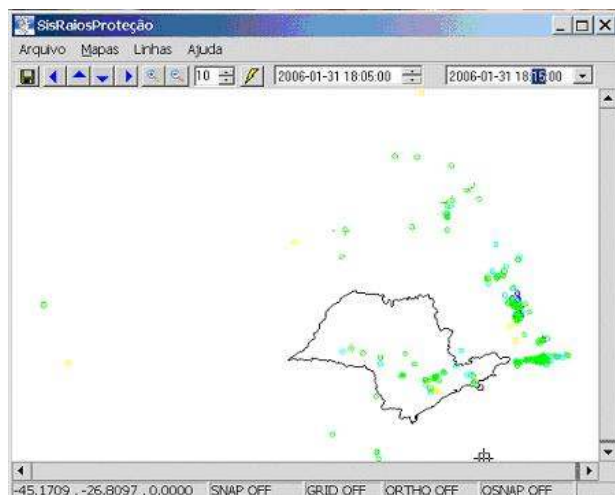 SisRaiosProteção
Arquivo Mapas Linhas Ajuda
10 2006-01-31 18:05:00 2006-01-31 18:15:00
-45.1709 , -26.8097 , 0.0000 SNAP OFF GRID OFF ORTHO OFF OSNAP OFF